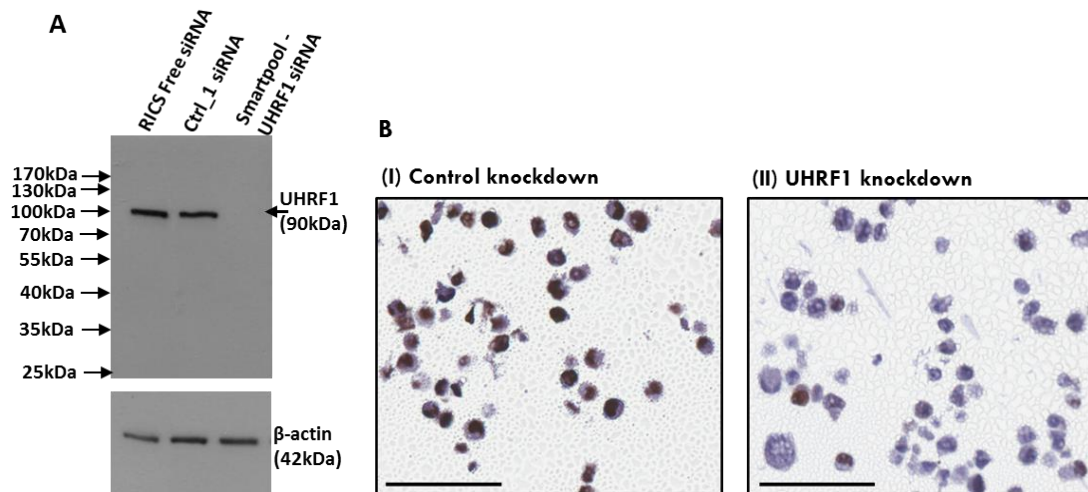 A
RICS Free siRNA
Ctrl_1 siRNA
Smartpool -
UHRF1 siRNA
170kDa
130kDa
100kDa
70kDa
55kDa
40kDa
35kDa
25kDa
UHRF1
(90kDa)
β-actin
(42kDa)
B
(I) Control knockdown
(II) UHRF1 knockdown